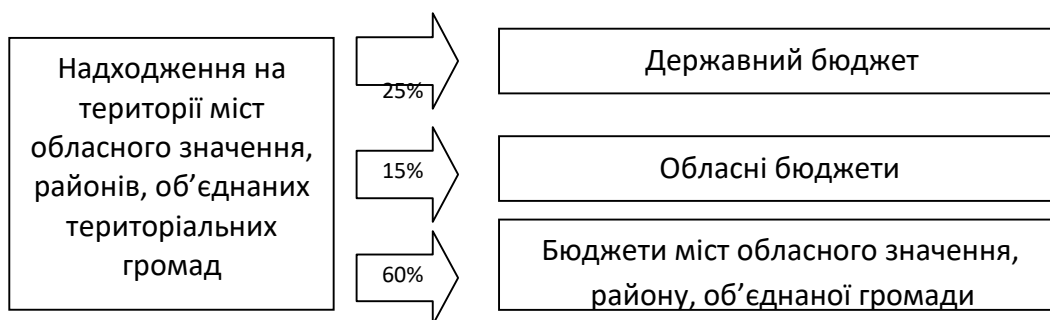 Надходження на
території міст
обласного значення,
районів, об’єднаних
територіальних
громад
25%
Державний бюджет
15%
Обласні бюджети
60%
Бюджети міст обласного значення,
району, об’єднаної громади